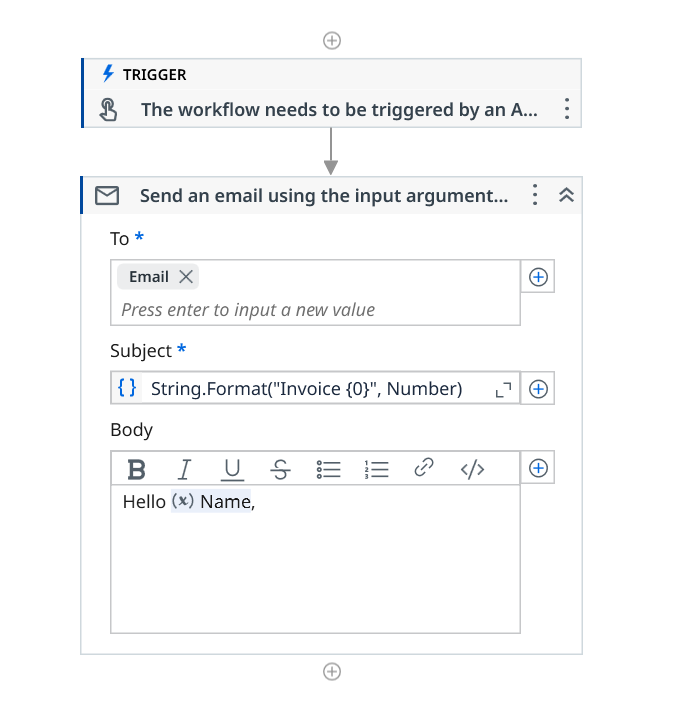 TRIGGER
The workflow needs to be triggered by an A...
Send an email using the input argument...
To *
Email
Press enter to input a new value
Subject *
{ } String.Format("Invoice {0}", Number)
Body
B I U S </>
Hello (x) Name,